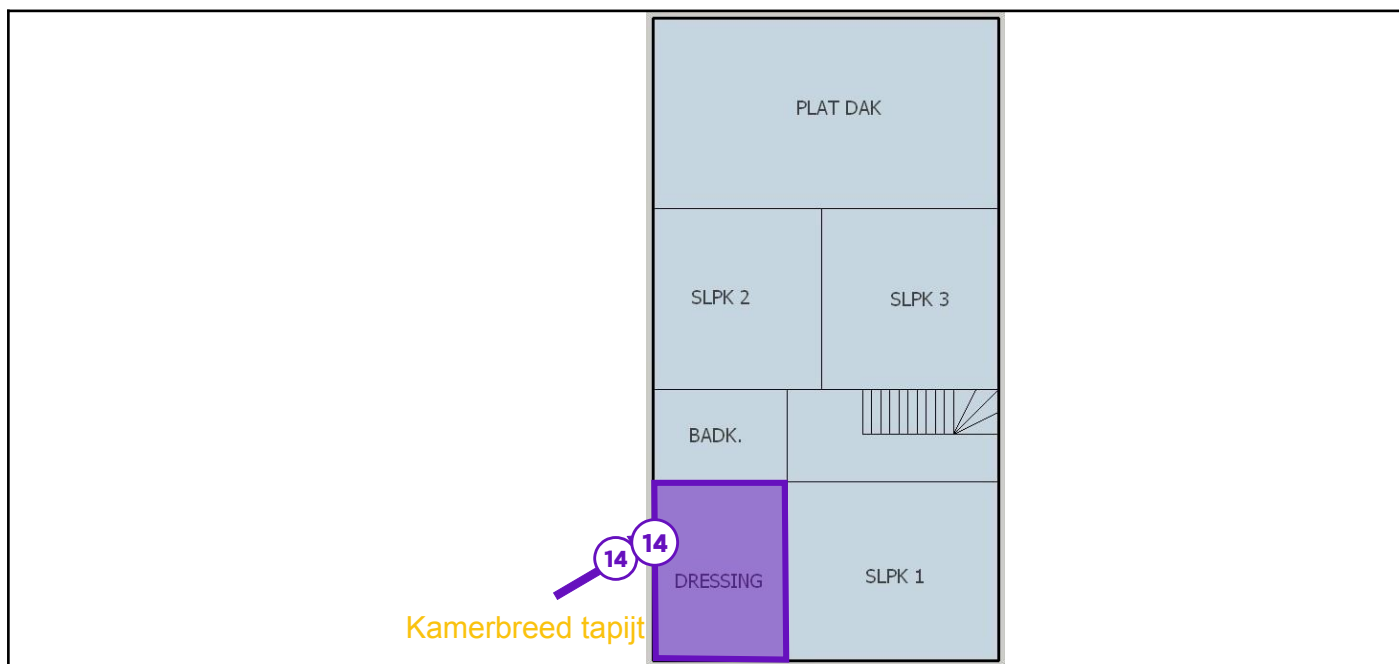 PLAT DAK
SLPK 2
SLPK 3
BADK.
14
14
DRESSING
SLPK 1
Kamerbreed tapijt